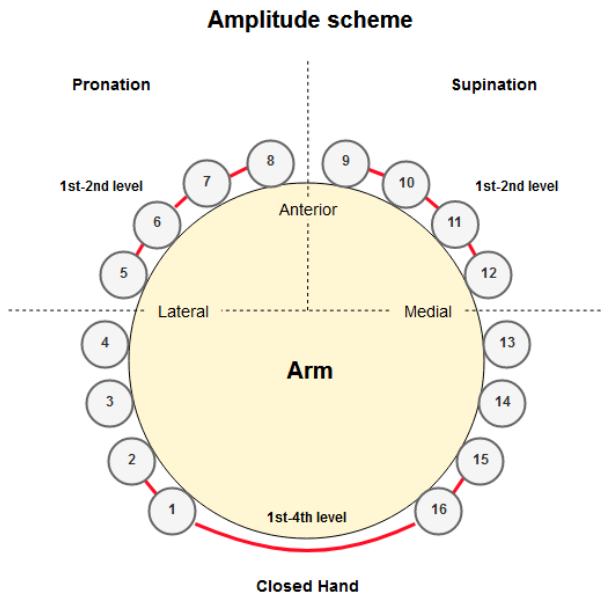 Amplitude scheme
Pronation
Supination
8
9
7
10
1st-2nd level
1st-2nd level
6
11
Anterior
5
12
Lateral
Medial
4
13
Arm
3
14
2
15
1
16
1st-4th level
Closed Hand